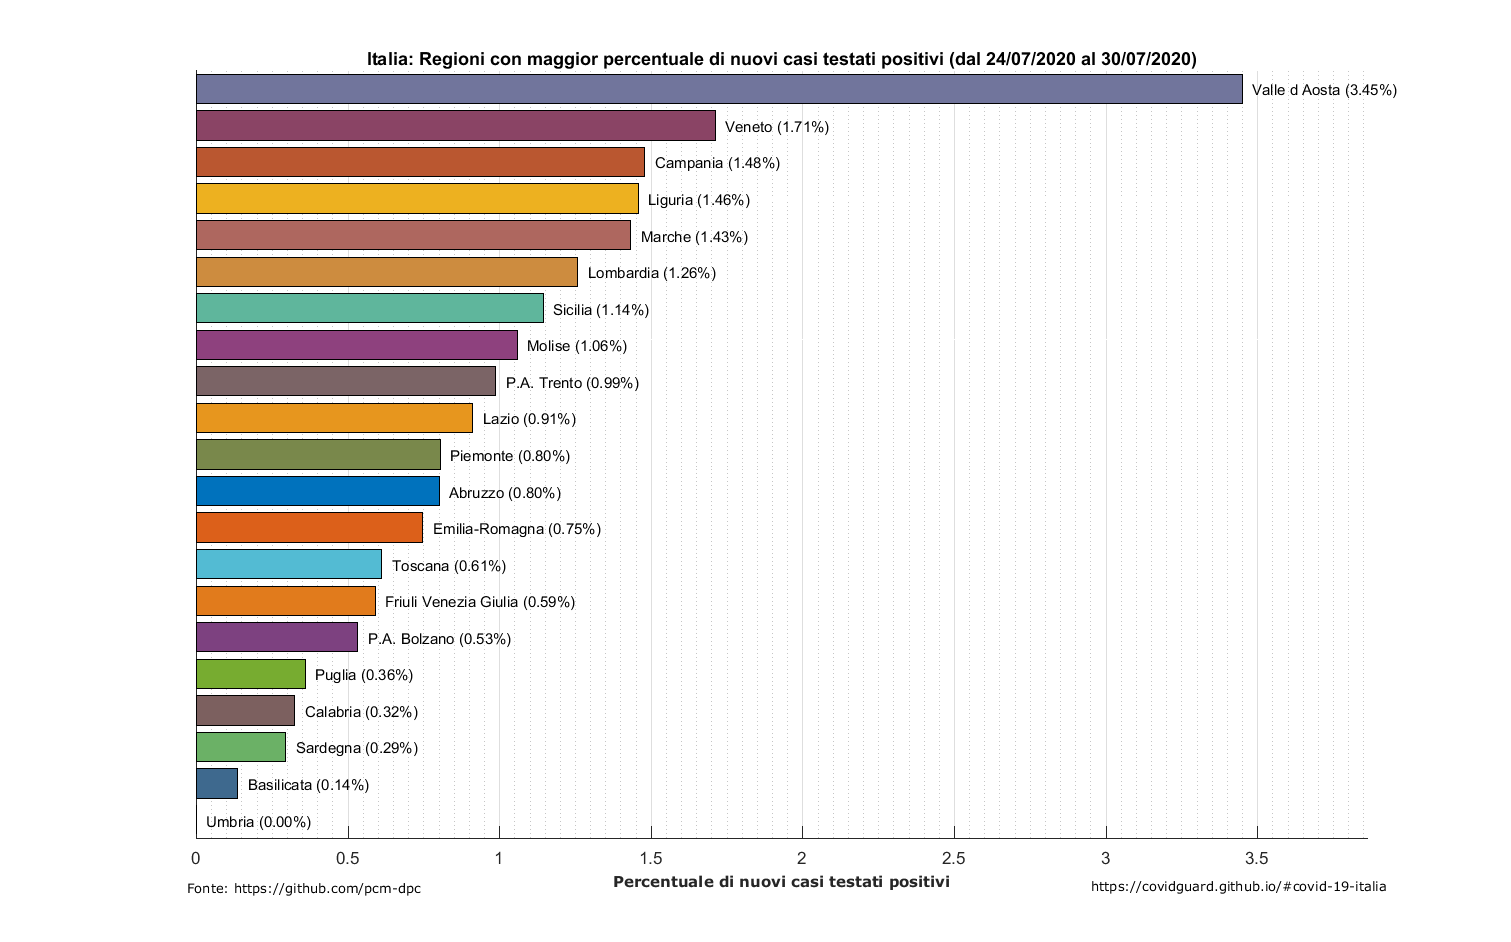 Italia: Regioni con maggior percentuale di nuovi casi testati positivi (dal 24/07/2020 al 30/07/2020)
Valle d Aosta (3.45%)
Veneto (1.71%)
Campania (1.48%)
Liguria (1.46%)
Marche (1.43%)
Lombardia (1.26%)
Sicilia (1.14%)
Molise (1.06%)
P.A. Trento (0.99%)
Lazio (0.91%)
Piemonte (0.80%)
Abruzzo (0.80%)
Emilia-Romagna (0.75%)
Toscana (0.61%)
Friuli Venezia Giulia (0.59%)
P.A. Bolzano (0.53%)
Puglia (0.36%)
Calabria (0.32%)
Sardegna (0.29%)
Basilicata (0.14%)
Umbria (0.00%)
0 0.5 1 1.5 2 2.5 3 3.5
Percentuale di nuovi casi testati positivi
Fonte: https://github.com/pcm-dpc
https://covidguard.github.io/#covid-19-italia